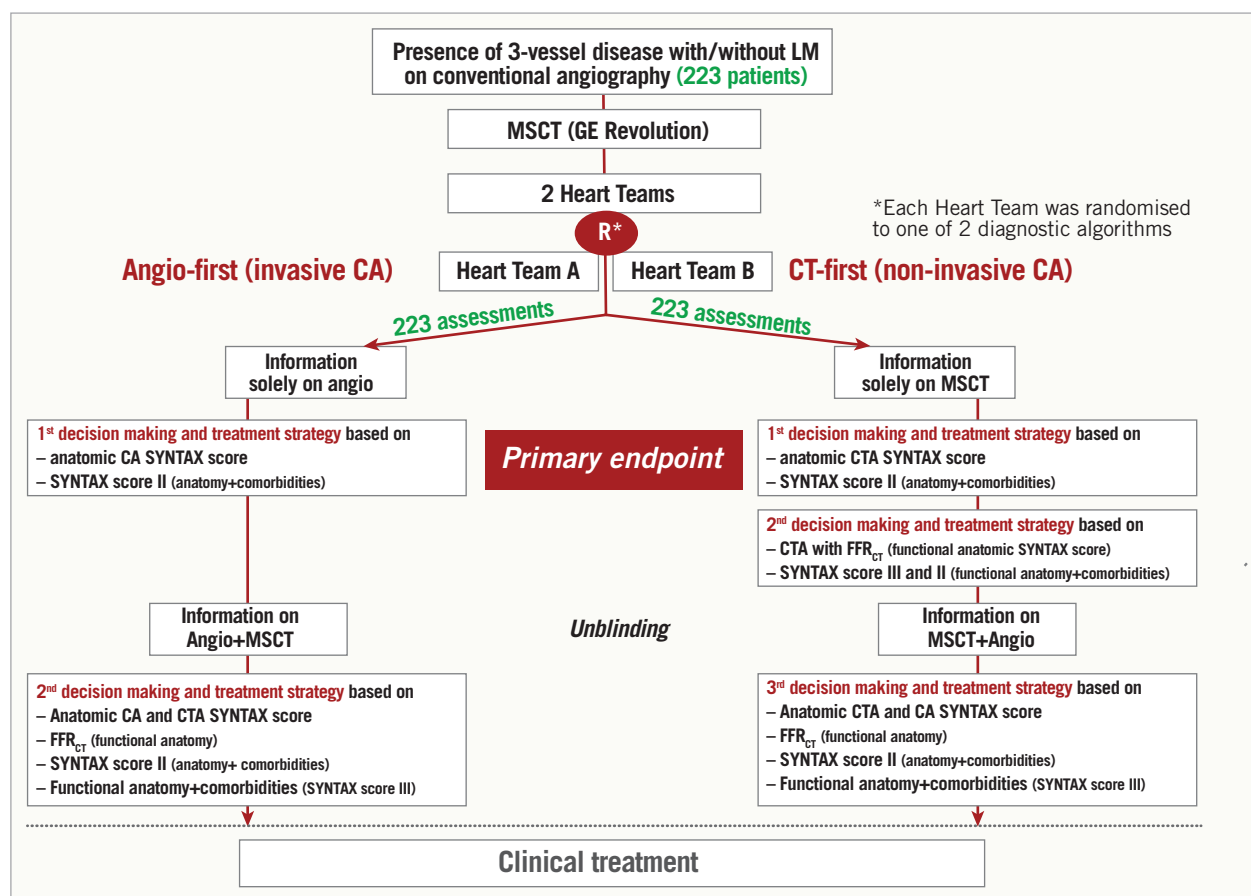 Presence of 3-vessel disease with/without LM
on conventional angiography (223 patients)
MSCT (GE Revolution)
2 Heart Teams
R*
*Each Heart Team was randomised
to one of 2 diagnostic algorithms
Angio-first (invasive CA)
Heart Team A
Heart Team B
CT-first (non-invasive CA)
223 assessments
223 assessments
Information
solely on angio
Information
solely on MSCT
1st decision making and treatment strategy based on
– anatomic CA SYNTAX score
– SYNTAX score II (anatomy+comorbidities)
Primary endpoint
1st decision making and treatment strategy based on
– anatomic CTA SYNTAX score
– SYNTAX score II (anatomy+comorbidities)
2nd decision making and treatment strategy based on
– CTA with FFRCT (functional anatomic SYNTAX score)
– SYNTAX score III and II (functional anatomy+comorbidities)
Information on
Angio+MSCT
Unblinding
Information on
MSCT+Angio
2nd decision making and treatment strategy based on
– Anatomic CA and CTA SYNTAX score
– FFRCT (functional anatomy)
– SYNTAX score II (anatomy+ comorbidities)
– Functional anatomy+comorbidities (SYNTAX score III)
3rd decision making and treatment strategy based on
– Anatomic CTA and CA SYNTAX score
– FFRCT (functional anatomy)
– SYNTAX score II (anatomy+comorbidities)
– Functional anatomy+comorbidities (SYNTAX score III)
Clinical treatment